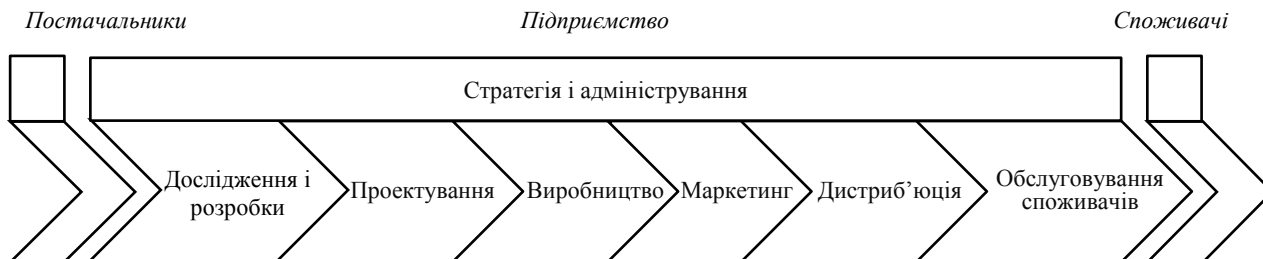 Постачальники Підприємство Споживачі
Стратегія і адміністрування
Дослідження і
розробки
Проектування
Виробництво
Маркетинг
Дистриб’юція
Обслуговування
споживачів